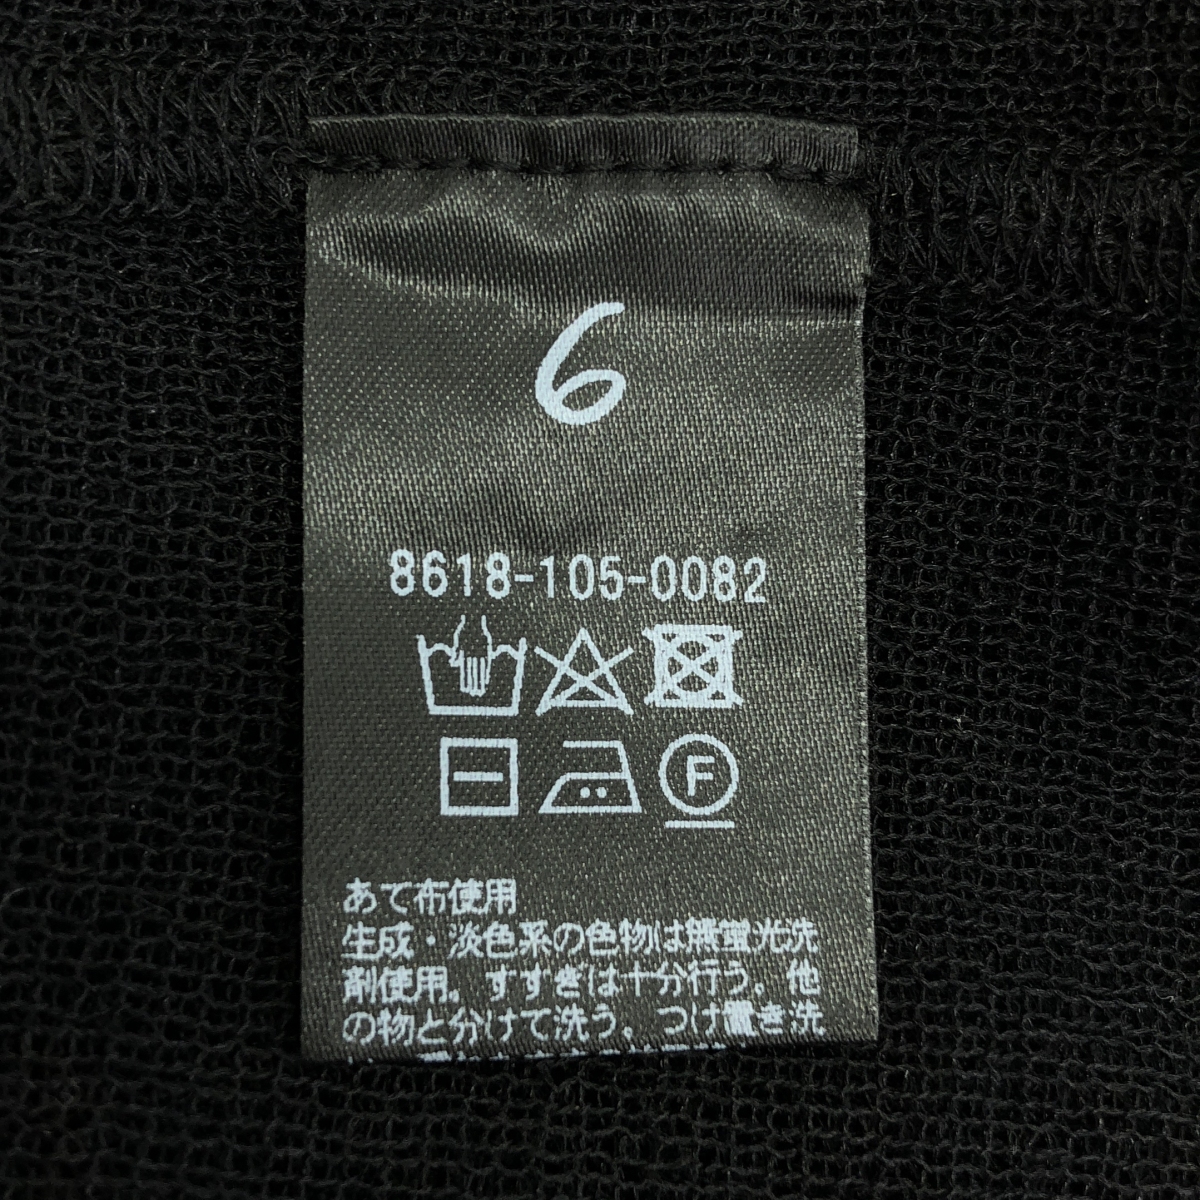 6
8618-105-0082
F
あて布使用
生成・淡色系の色物は無蛍光洗
剤使用。すすぎは十分行う。他
の物と分けて洗う。つけ置き洗